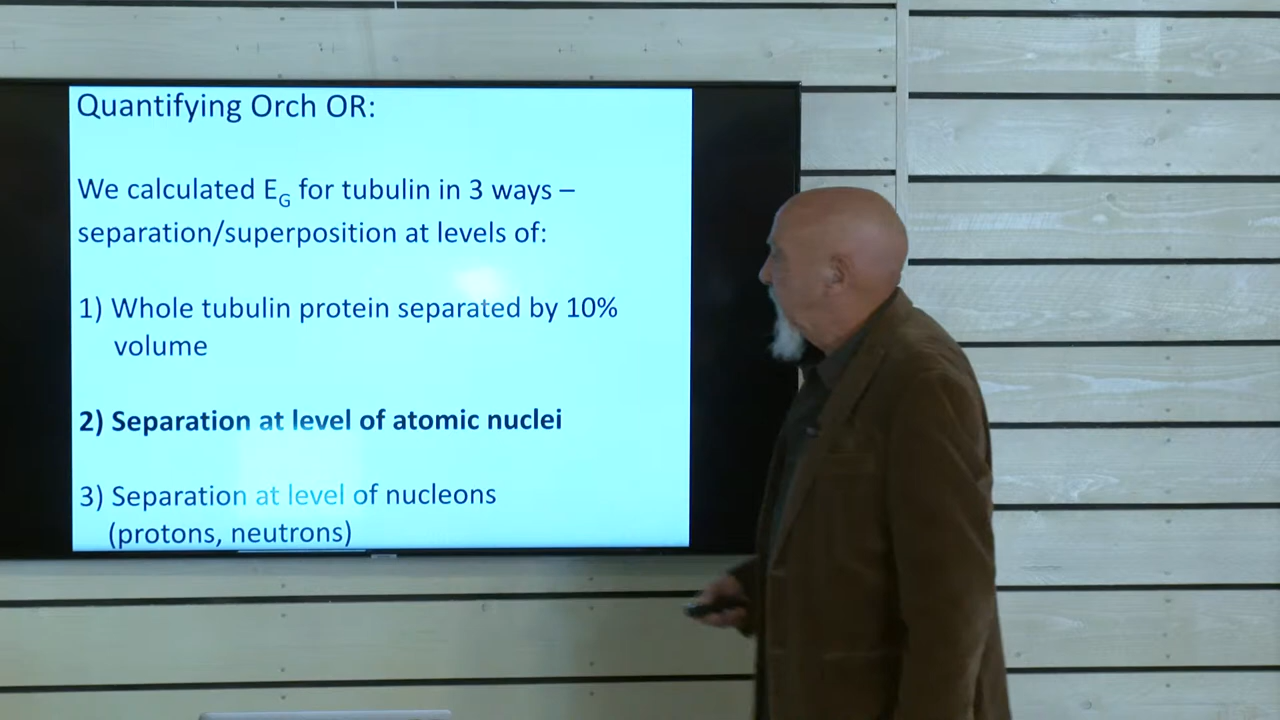 Quantifying Orch OR:
We calculated EG for tubulin in 3 ways –
separation/superposition at levels of:
1) Whole tubulin protein separated by 10%
volume
2) Separation at level of atomic nuclei
3) Separation at level of nucleons
(protons, neutrons)